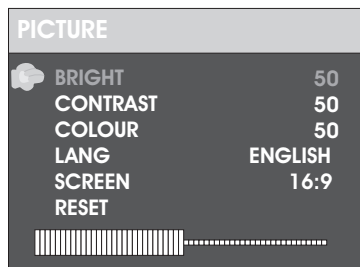 PICTURE
BRIGHT 50
CONTRAST 50
COLOUR 50
LANG ENGLISH
SCREEN 16:9
RESET